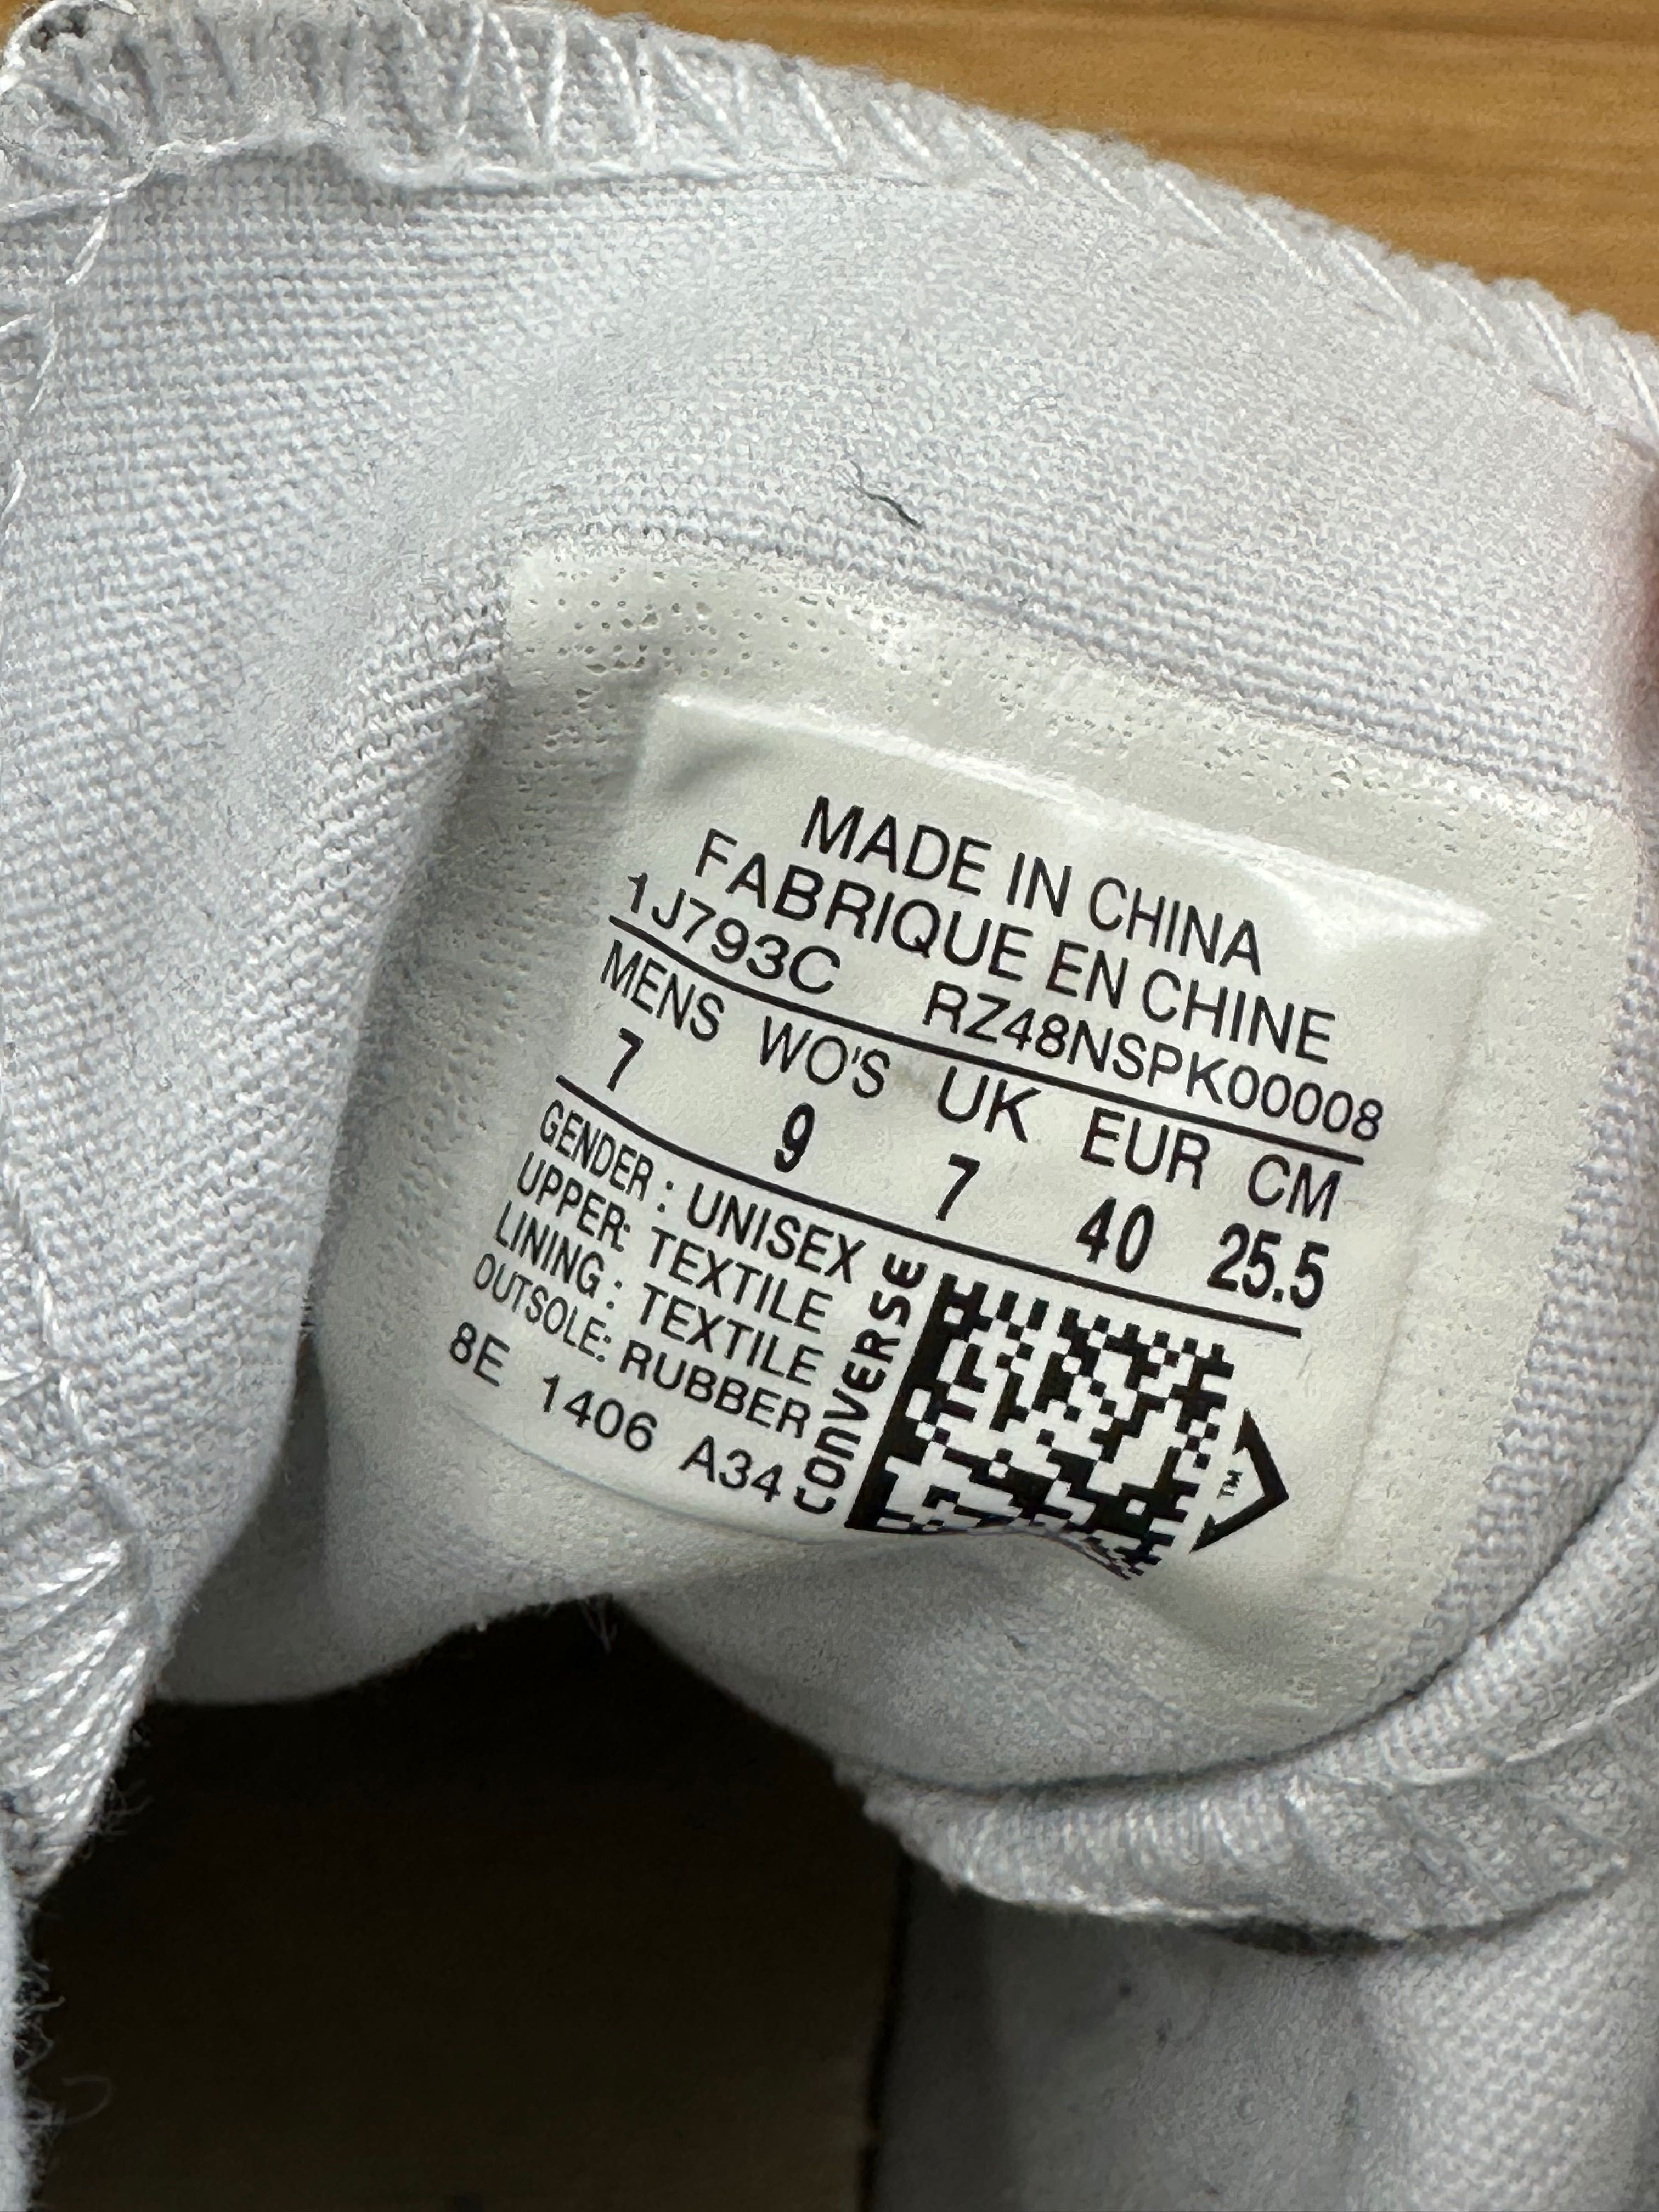 MADE IN CHINA
FABRIQUE EN CHINE
1J793C RZ48NSPK00008
MENS WO'S UK EUR CM
7 9 7 40 25.5
GENDER : UNISEX
UPPER: TEXTILE
LINING : TEXTILE
OUTSOLE: RUBBER
8E 1406 A34
CONVERSE
TM